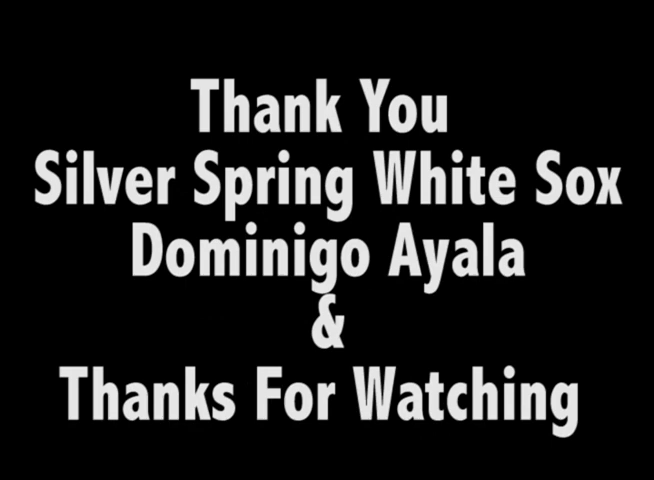 Thank You
Silver Spring White Sox
Dominigo Ayala
&
Thanks For Watching